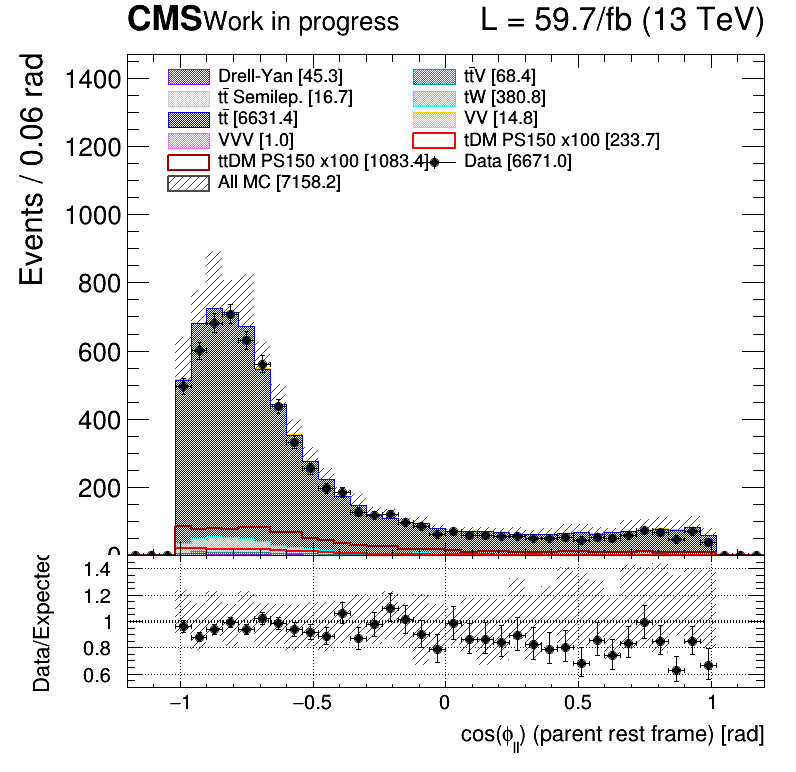 CMS Work in progress L = 59.7/fb (13 TeV)
Events / 0.06 rad
1400
1200
1000
800
600
400
200
0
Drell-Yan [45.3] tt̄V [68.4]
tt̄ Semilep. [16.7] tW [380.8]
tt̄ [6631.4] VV [14.8]
VVV [1.0] tDM PS150 x100 [233.7]
ttDM PS150 x100 [1083.4] Data [6671.0]
All MC [7158.2]
Data/Expected
1.4
1.2
1
0.8
0.6
−1 −0.5 0 0.5 1
cos(ϕ_ll) (parent rest frame) [rad]